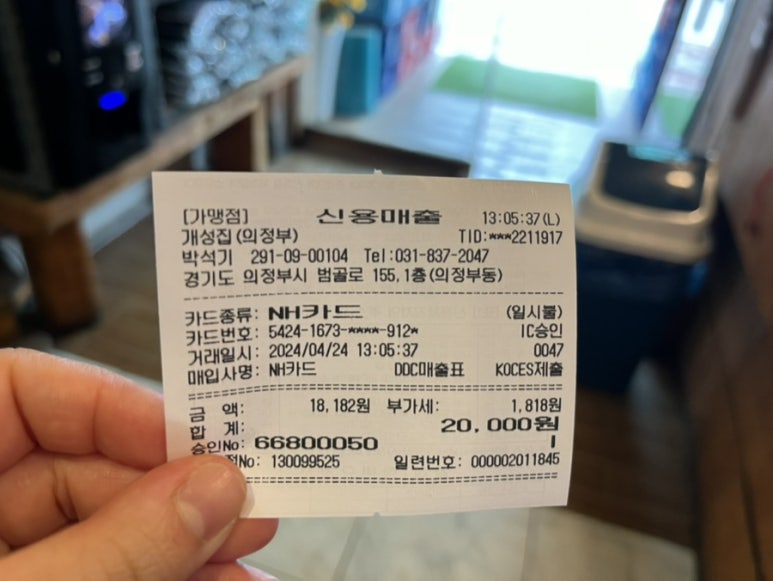 [가맹점] 신용매출 13:05:37(L)
개성집(의정부) TID:***2211917
박석기 291-09-00104 Tel:031-837-2047
경기도 의정부시 범골로 155,1층(의정부동)
카드종류: NH카드 (일시불)
카드번호: 5424-1673-****-912* IC승인
거래일시: 2024/04/24 13:05:37 0047
매입사명: NH카드 DDC매출표 KOCES제출
금 액: 18,182원 부가세: 1,818원
합 계: 20,000원
승인No: 66800050 1
No: 130099525 일련번호: 000002011845